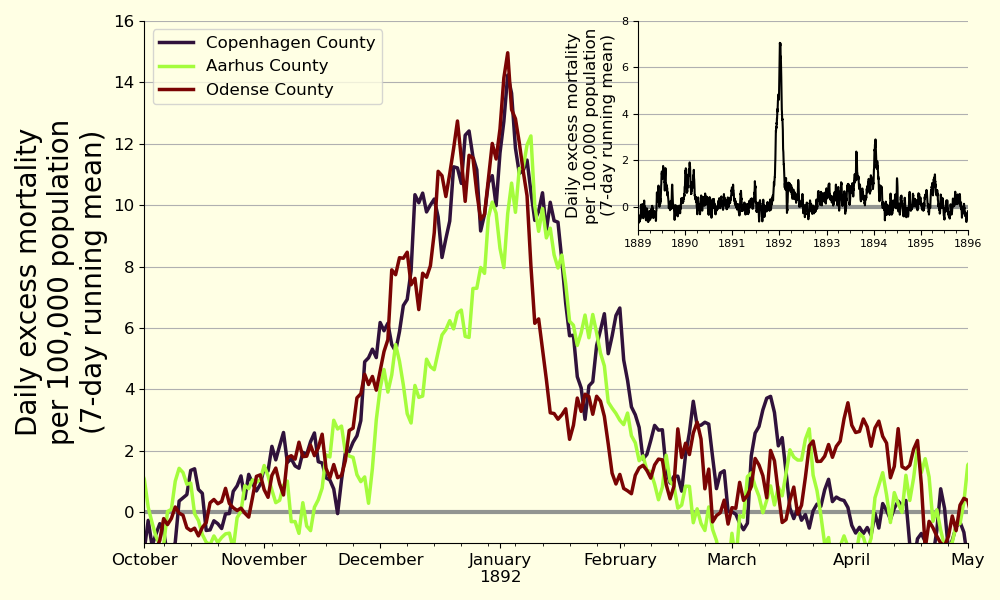 Daily excess mortality
per 100,000 population
(7-day running mean)
16
14
12
10
8
6
4
2
0
Copenhagen County
Aarhus County
Odense County
October
November
December
January
1892
February
March
April
May
Daily excess mortality
per 100,000 population
(7-day running mean)
8
6
4
2
0
1889
1890
1891
1892
1893
1894
1895
1896